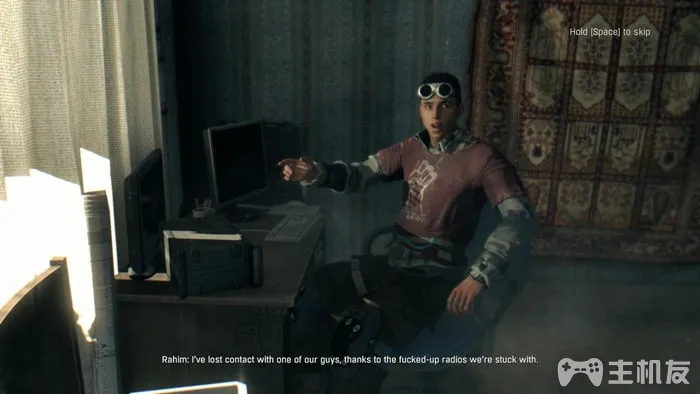 Hold [Space] to skip
Rahim: I've lost contact with one of our guys, thanks to the fucked-up radios we're stuck with.
主机友